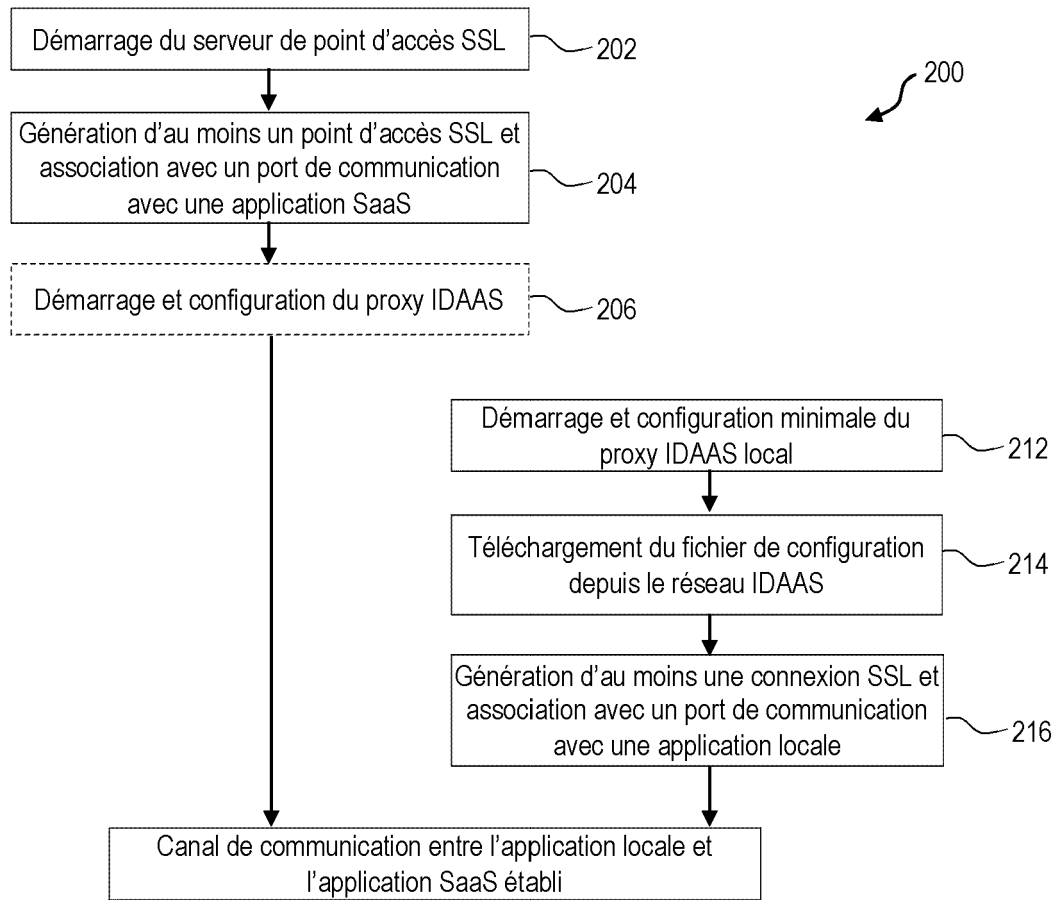 Démarrage du serveur de point d'accès SSL
202
200
Génération d'au moins un point d'accès SSL et
association avec un port de communication
avec une application SaaS
204
Démarrage et configuration du proxy IDAAS
206
Démarrage et configuration minimale du
proxy IDAAS local
212
Téléchargement du fichier de configuration
depuis le réseau IDAAS
214
Génération d'au moins une connexion SSL et
association avec un port de communication
avec une application locale
216
Canal de communication entre l'application locale et
l'application SaaS établi